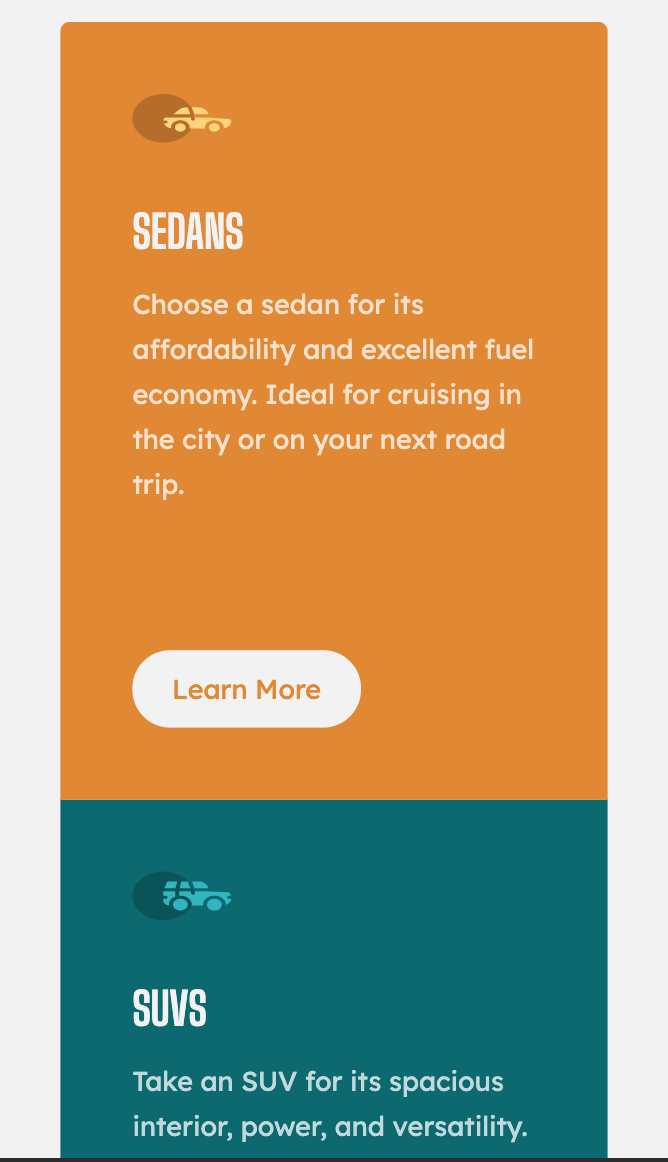 SEDANS
Choose a sedan for its
affordability and excellent fuel
economy. Ideal for cruising in
the city or on your next road
trip.
Learn More
SUVS
Take an SUV for its spacious
interior, power, and versatility.